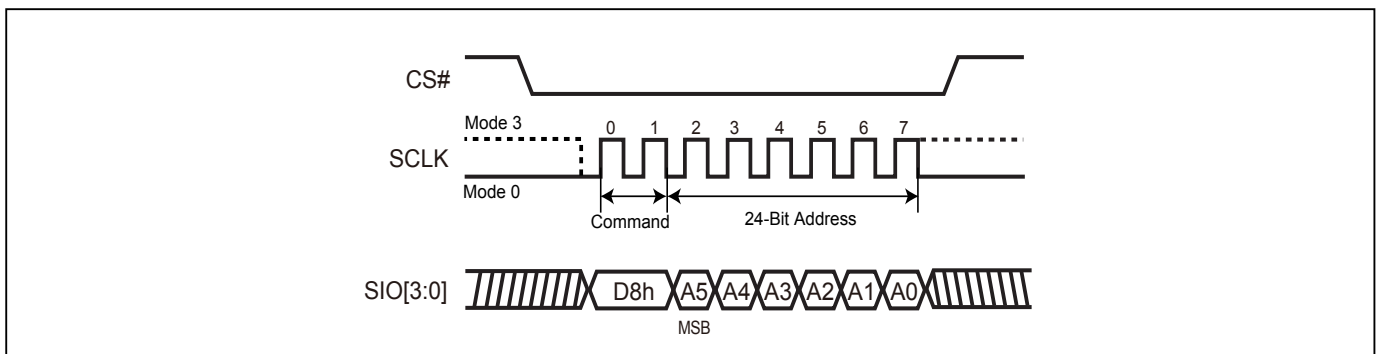 CS#
Mode 3
0 1 2 3 4 5 6 7
SCLK
Mode 0
Command
24-Bit Address
SIO[3:0]
D8h A5 A4 A3 A2 A1 A0
MSB